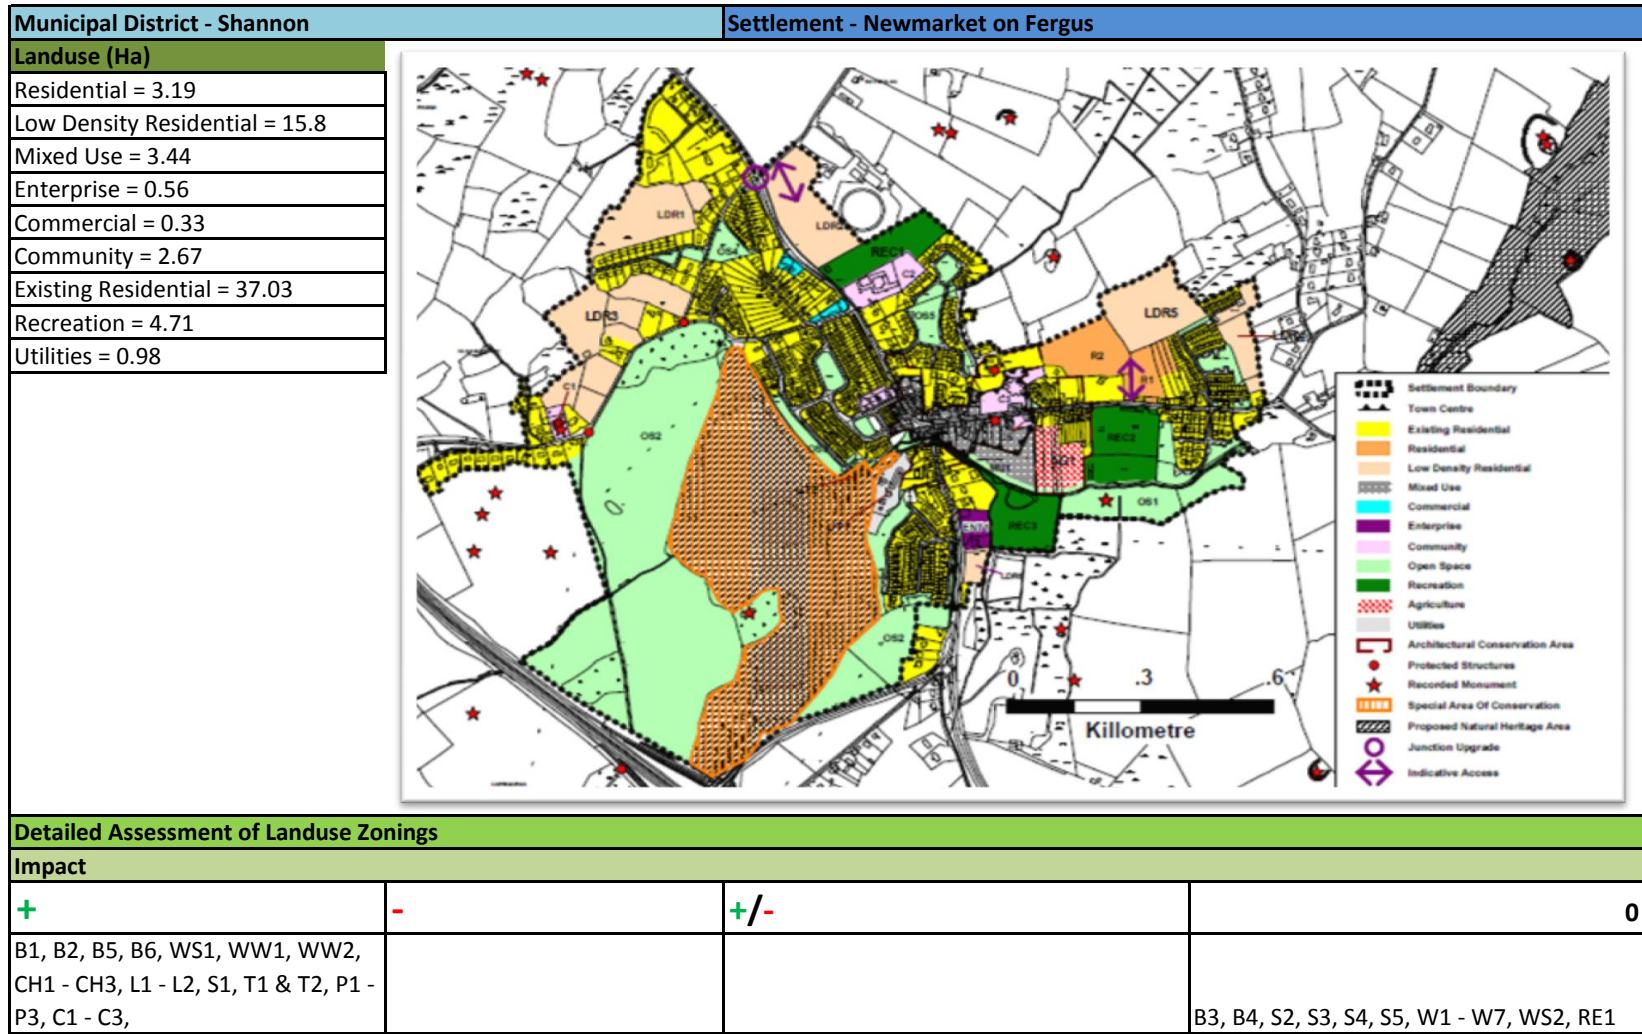 Municipal District - Shannon
Settlement - Newmarket on Fergus
Landuse (Ha)
Residential = 3.19
Low Density Residential = 15.8
Mixed Use = 3.44
Enterprise = 0.56
Commercial = 0.33
Community = 2.67
Existing Residential = 37.03
Recreation = 4.71
Utilities = 0.98
LDR1
LDR3
OS4
REC1
C2
OS5
LDR5
R2
R1
C1
OS2
REC2
OS1
REC3
OS2
0 .3 .6
Killometre
Settlement Boundary
Town Centre
Existing Residential
Residential
Low Density Residential
Mixed Use
Commercial
Enterprise
Community
Open Space
Recreation
Agriculture
Utilities
Architectural Conservation Area
Protected Structures
Recorded Monument
Special Area Of Conservation
Proposed Natural Heritage Area
Junction Upgrade
Indicative Access
Detailed Assessment of Landuse Zonings
Impact
+
-
+/-
0
B1, B2, B5, B6, WS1, WW1, WW2,
CH1 - CH3, L1 - L2, S1, T1 & T2, P1 -
P3, C1 - C3,
B3, B4, S2, S3, S4, S5, W1 - W7, WS2, RE1